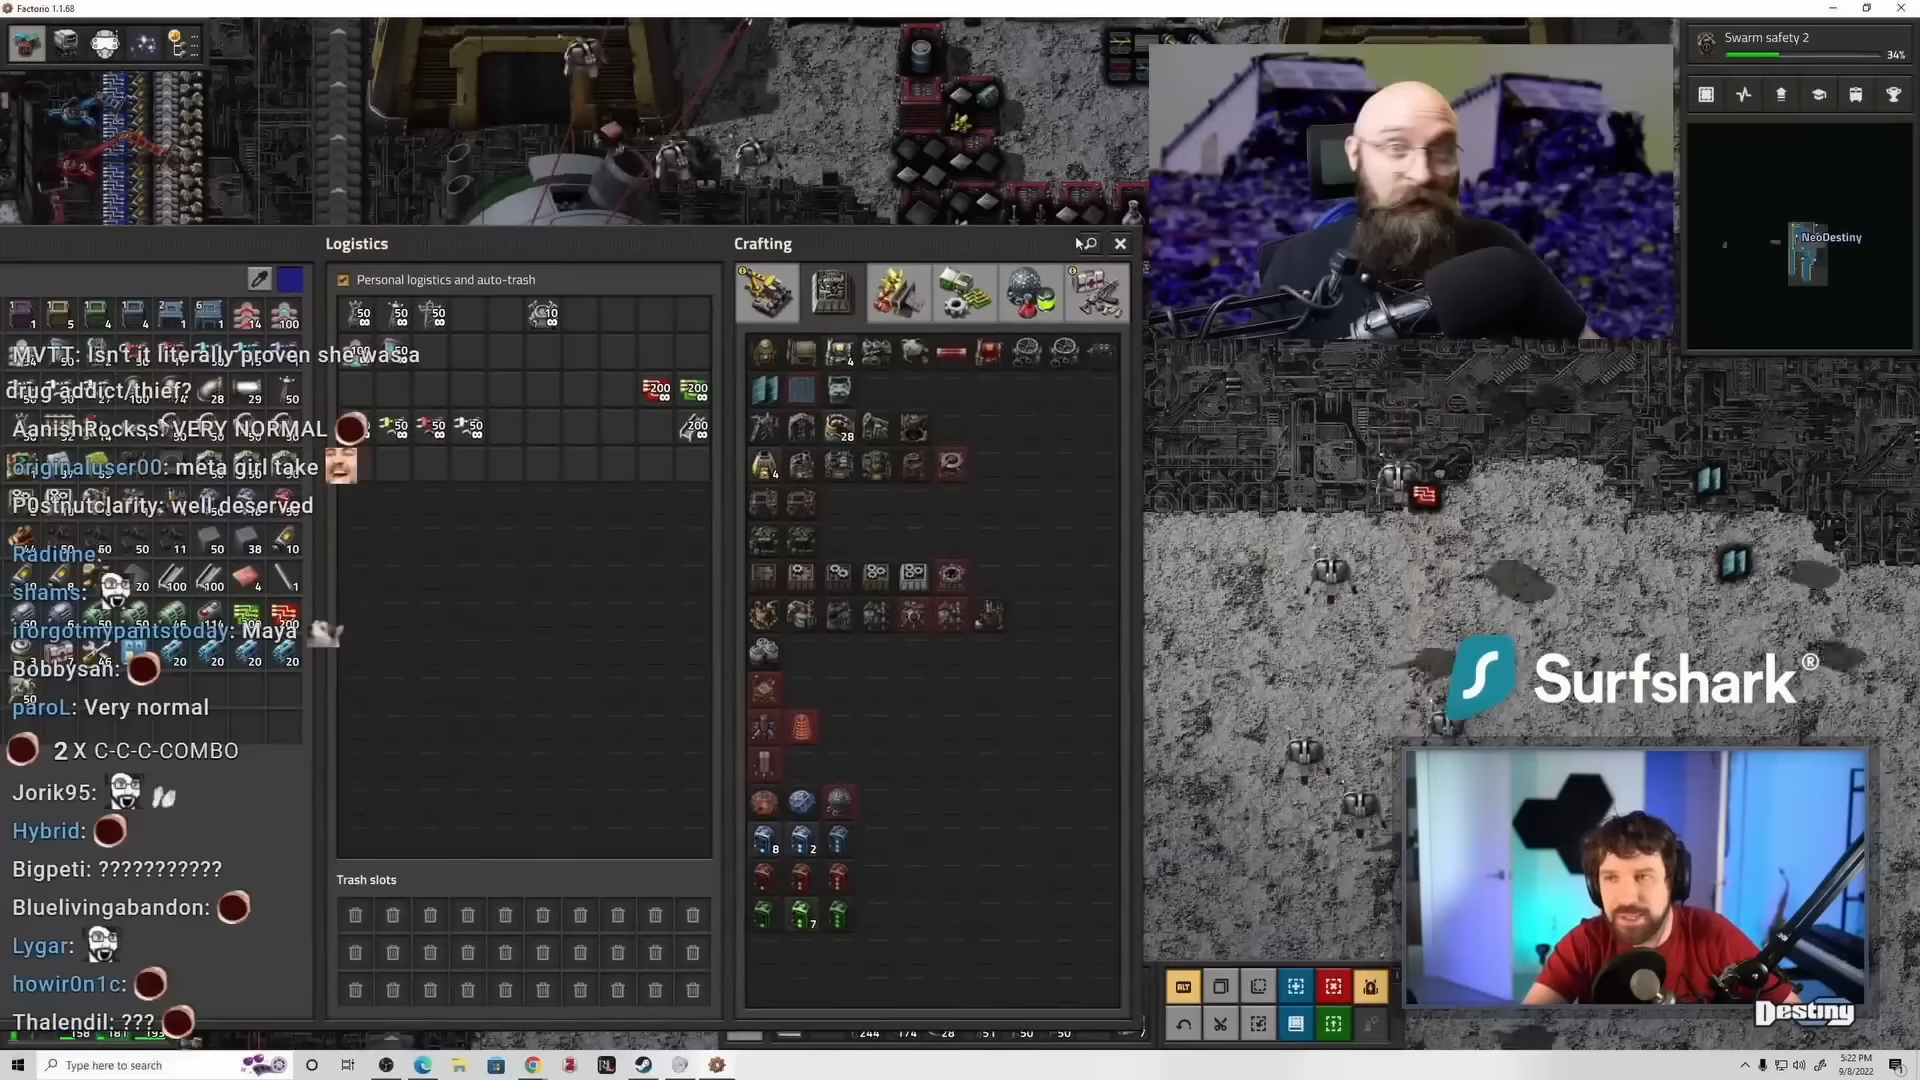 Factorio 1.1.68
Swarm safety 2
34%
NeoDestiny
Logistics
Crafting
Personal logistics and auto-trash
Trash slots
MVTT: Isn't it literally proven she was a
drug addict/thief?
AanishRockss: VERY NORMAL
originaluser00: meta girl take
P0stnutclarity: well deserved
Radiune:
shams:
iforgotmypantstoday: Maya
Bobbysan:
paroL: Very normal
2 X C-C-C-COMBO
Jorik95:
Hybrid:
Bigpeti: ???????????
Bluelivingabandon:
Lygar:
howir0n1c:
Thalendil: ???
Surfshark®
Destiny
ALT
Type here to search
5:22 PM
9/8/2022